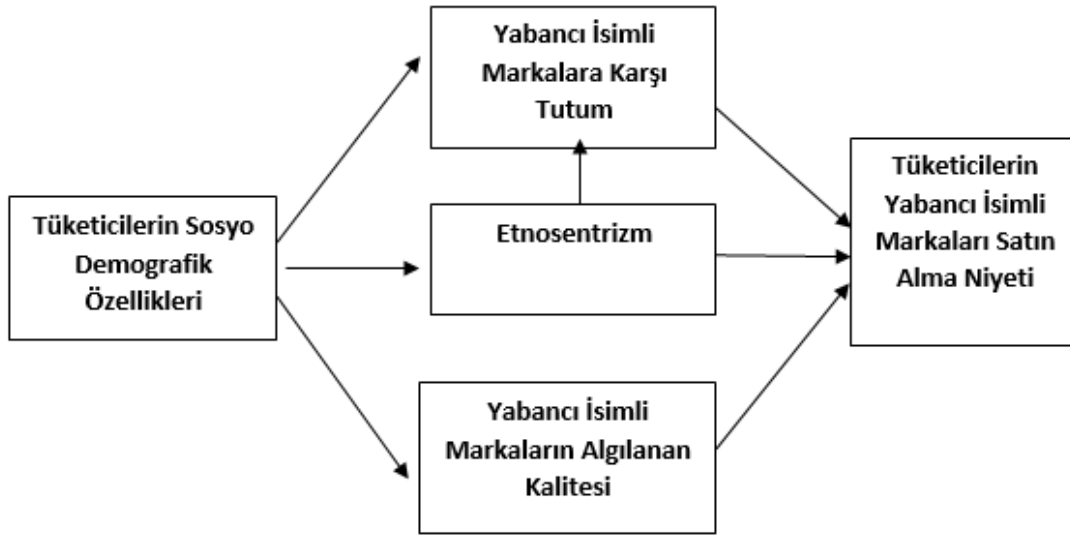 Yabancı İsimli
Markalara Karşı
Tutum
Tüketicilerin Sosyo
Demografik
Özellikleri
Etnosentrizm
Yabancı İsimli
Markaların Algılanan
Kalitesi
Tüketicilerin
Yabancı İsimli
Markaları Satın
Alma Niyeti